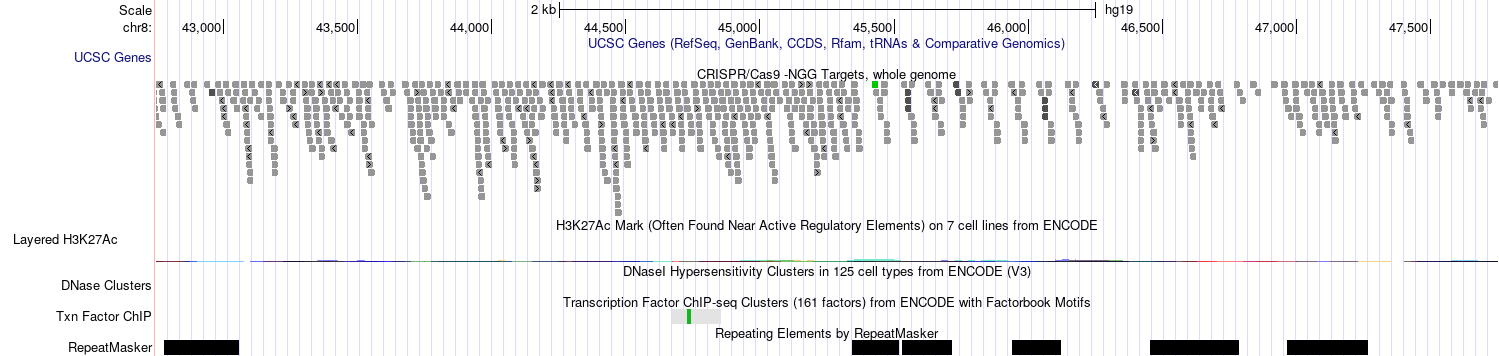 Scale 2 kb hg19
chr8: 43,000 43,500 44,000 44,500 45,000 45,500 46,000 46,500 47,000 47,500
UCSC Genes (RefSeq, GenBank, CCDS, Rfam, tRNAs & Comparative Genomics)
UCSC Genes
CRISPR/Cas9 -NGG Targets, whole genome
H3K27Ac Mark (Often Found Near Active Regulatory Elements) on 7 cell lines from ENCODE
Layered H3K27Ac
DNaseI Hypersensitivity Clusters in 125 cell types from ENCODE (V3)
DNase Clusters
Transcription Factor ChIP-seq Clusters (161 factors) from ENCODE with Factorbook Motifs
Txn Factor ChIP
Repeating Elements by RepeatMasker
RepeatMasker